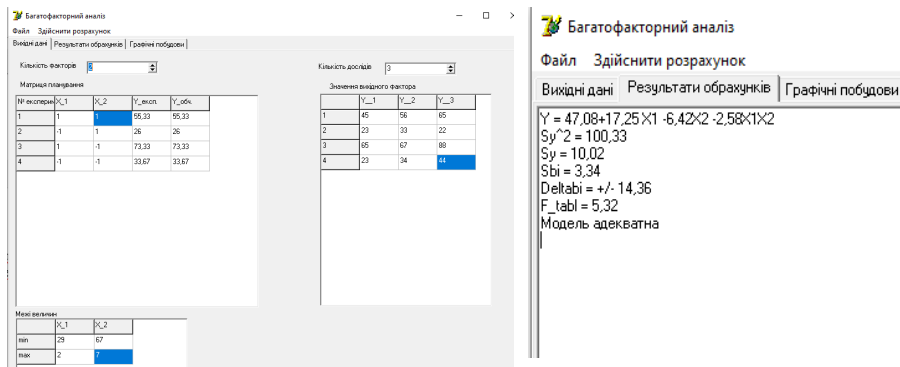 Багатофакторний аналіз
Файл Здійснити розрахунок
Вихідні дані Результати обрахунків Графічні побудови
Кількість факторів 2 Кількість дослідів 3
Матриця планування Значення вихідного фактора
№ експерим X_1 X_2 Y_експ. Y_обч.
1 1 1 55,33 55,33
2 -1 1 26 26
3 1 -1 73,33 73,33
4 -1 -1 33,67 33,67
Y__1 Y__2 Y__3
1 45 56 65
2 23 33 22
3 65 67 88
4 23 34 44
Межі величин
X_1 X_2
min 29 67
max 2 7
Багатофакторний аналіз
Файл Здійснити розрахунок
Вихідні дані Результати обрахунків Графічні побудови
Y = 47,08+17,25 X1 -6,42X2 -2,58X1X2
Sy^2 = 100,33
Sy = 10,02
Sbi = 3,34
Deltabi = +/- 14,36
F_tabl = 5,32
Модель адекватна